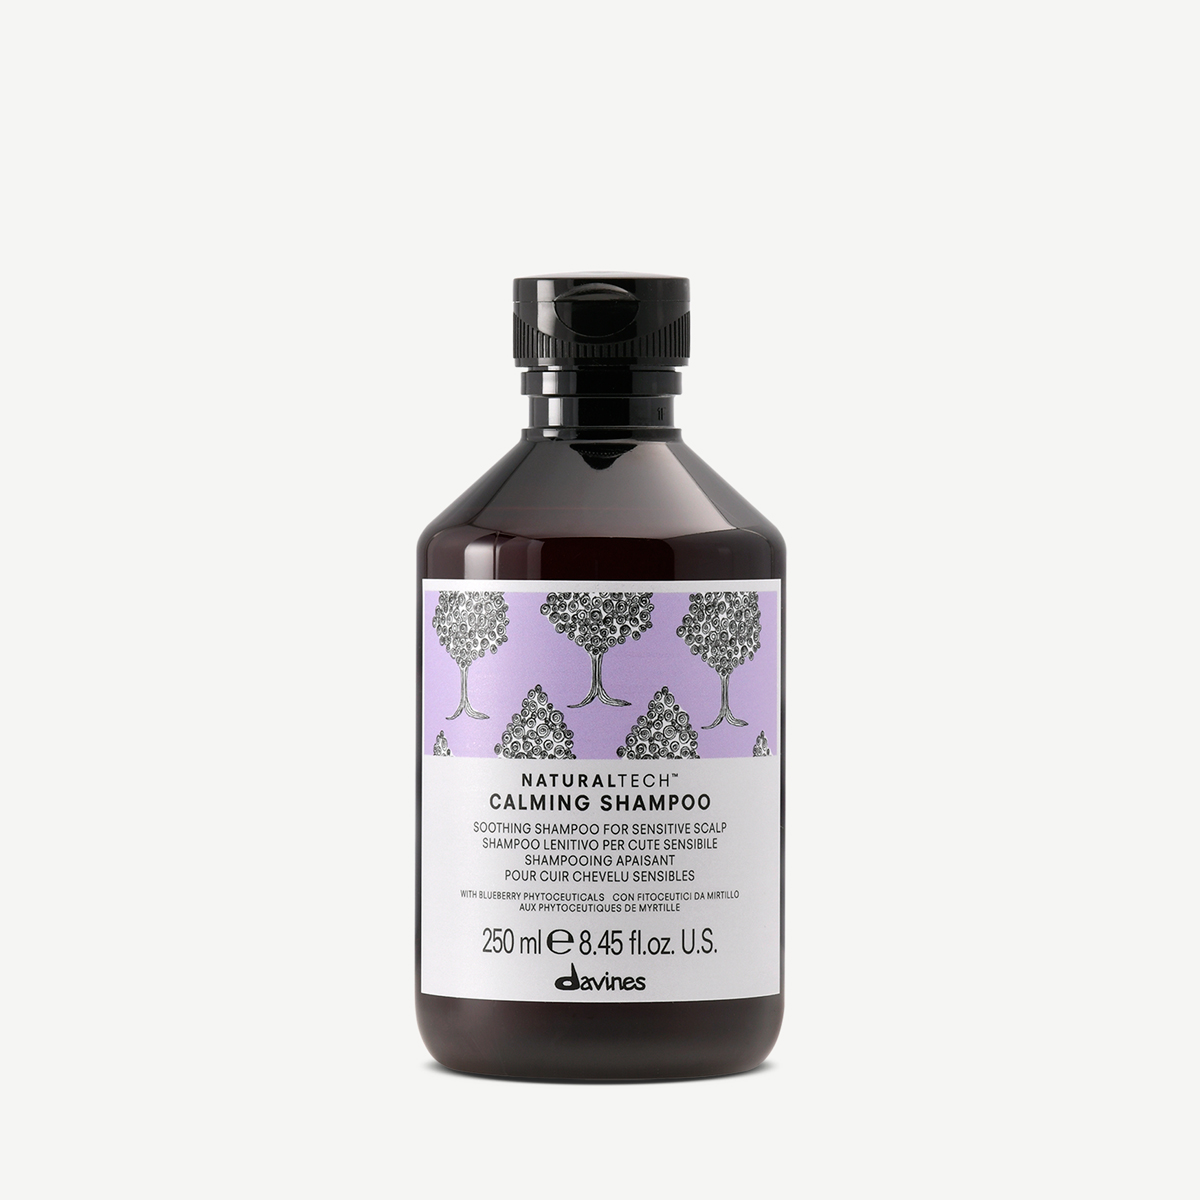 NATURALTECH™
CALMING SHAMPOO
SOOTHING SHAMPOO FOR SENSITIVE SCALP
SHAMPOO LENITIVO PER CUTE SENSIBILE
SHAMPOOING APAISANT
POUR CUIR CHEVELU SENSIBLES
WITH BLUEBERRY PHYTOCEUTICALS CON FITOCEUTICI DA MIRTILLO
AUX PHYTOCEUTIQUES DE MYRTILLE
250 ml ℮ 8.45 fl.oz. U.S.
davines